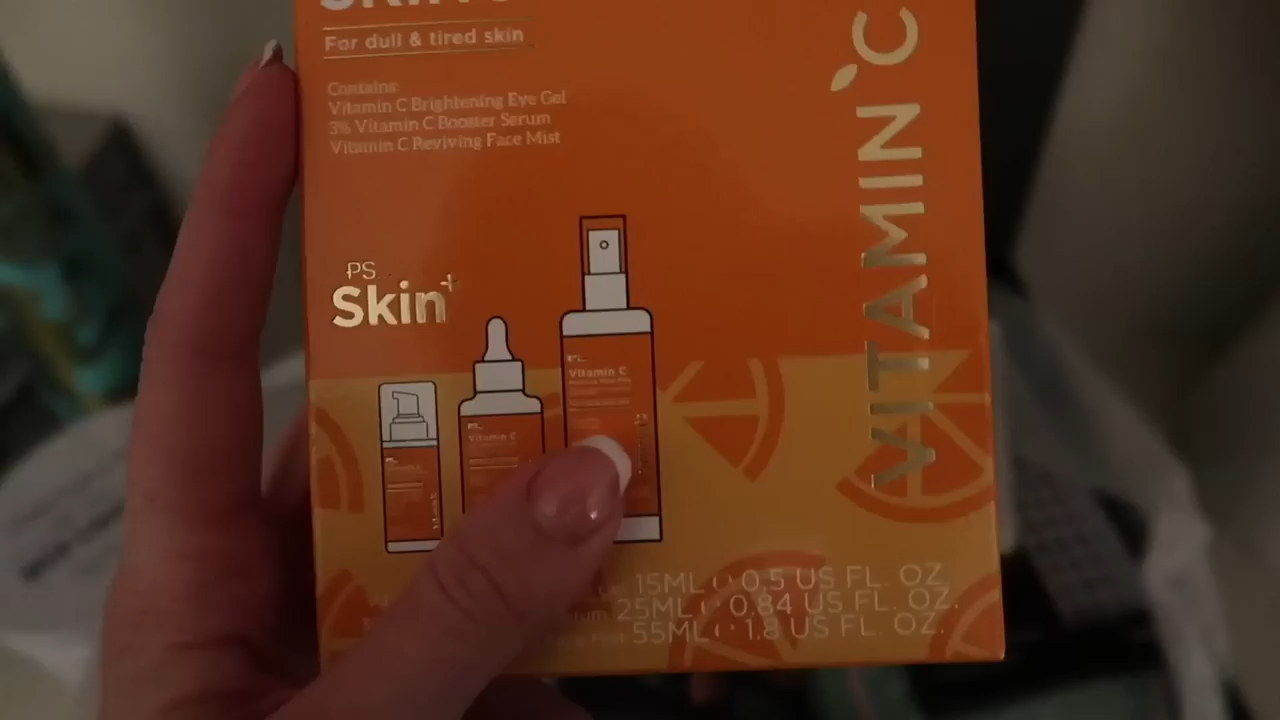 For dull & tired skin
Contains:
Vitamin C Brightening Eye Gel
3% Vitamin C Booster Serum
Vitamin C Reviving Face Mist
VITAMIN C
PS...
Skin+
Vitamin C
Vitamin C
15ML e 0.5 US FL. OZ.
25ML e 0.84 US FL. OZ.
55ML e 1.8 US FL. OZ.